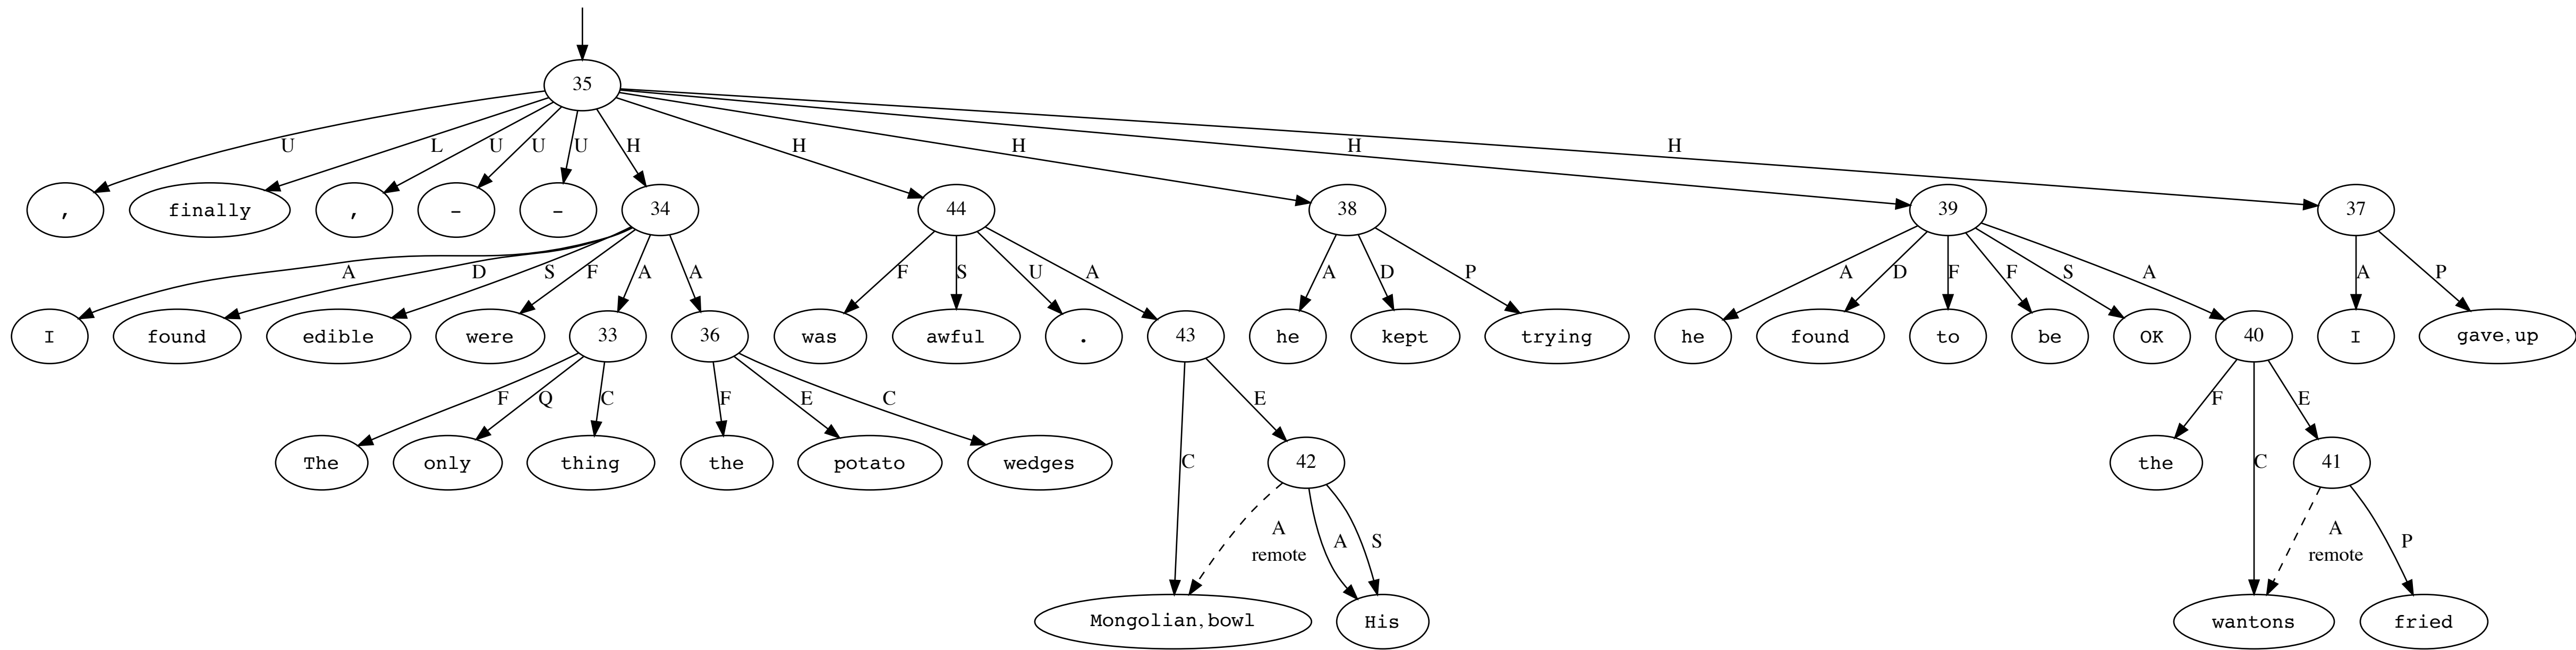 35
U L U U U H H H H H
, finally , - - 34 44 38 39 37
A D S F A A F S U A A D P A D F F S A A P
I found edible were 33 36 was awful . 43 he kept trying he found to be OK 40 I gave,up
F Q C F E C E F E
The only thing the potato wedges C 42 the C 41
A A S A P
remote remote
Mongolian,bowl His wantons fried